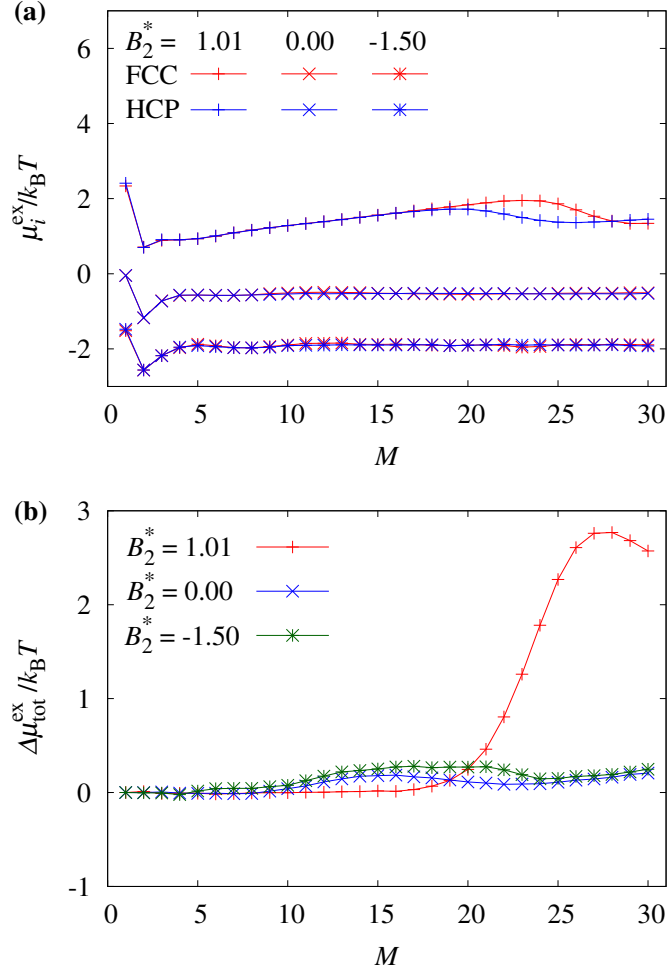 (a)
B₂* = 1.01 0.00 -1.50
FCC
HCP
6
4
2
0
-2
μᵢᵉˣ/k_BT
0 5 10 15 20 25 30
M
(b)
3
2
1
0
-1
B₂* = 1.01
B₂* = 0.00
B₂* = -1.50
Δμₜₒₜᵉˣ/k_BT
0 5 10 15 20 25 30
M